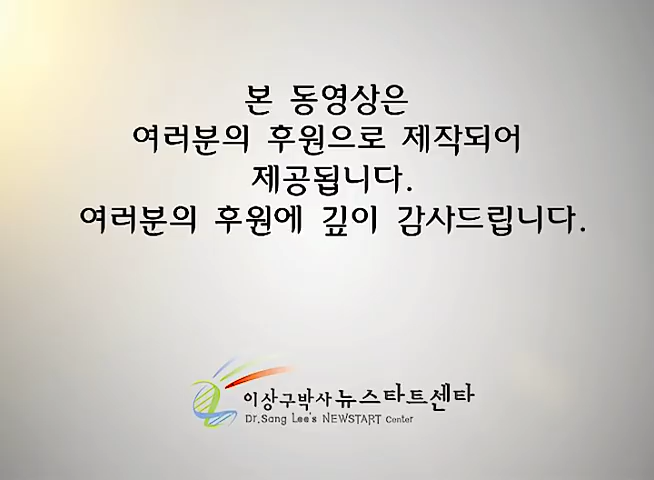 본 동영상은
여러분의 후원으로 제작되어
제공됩니다.
여러분의 후원에 깊이 감사드립니다.
이상구박사 뉴스타트센타
Dr.Sang Lee's NEWSTART Center